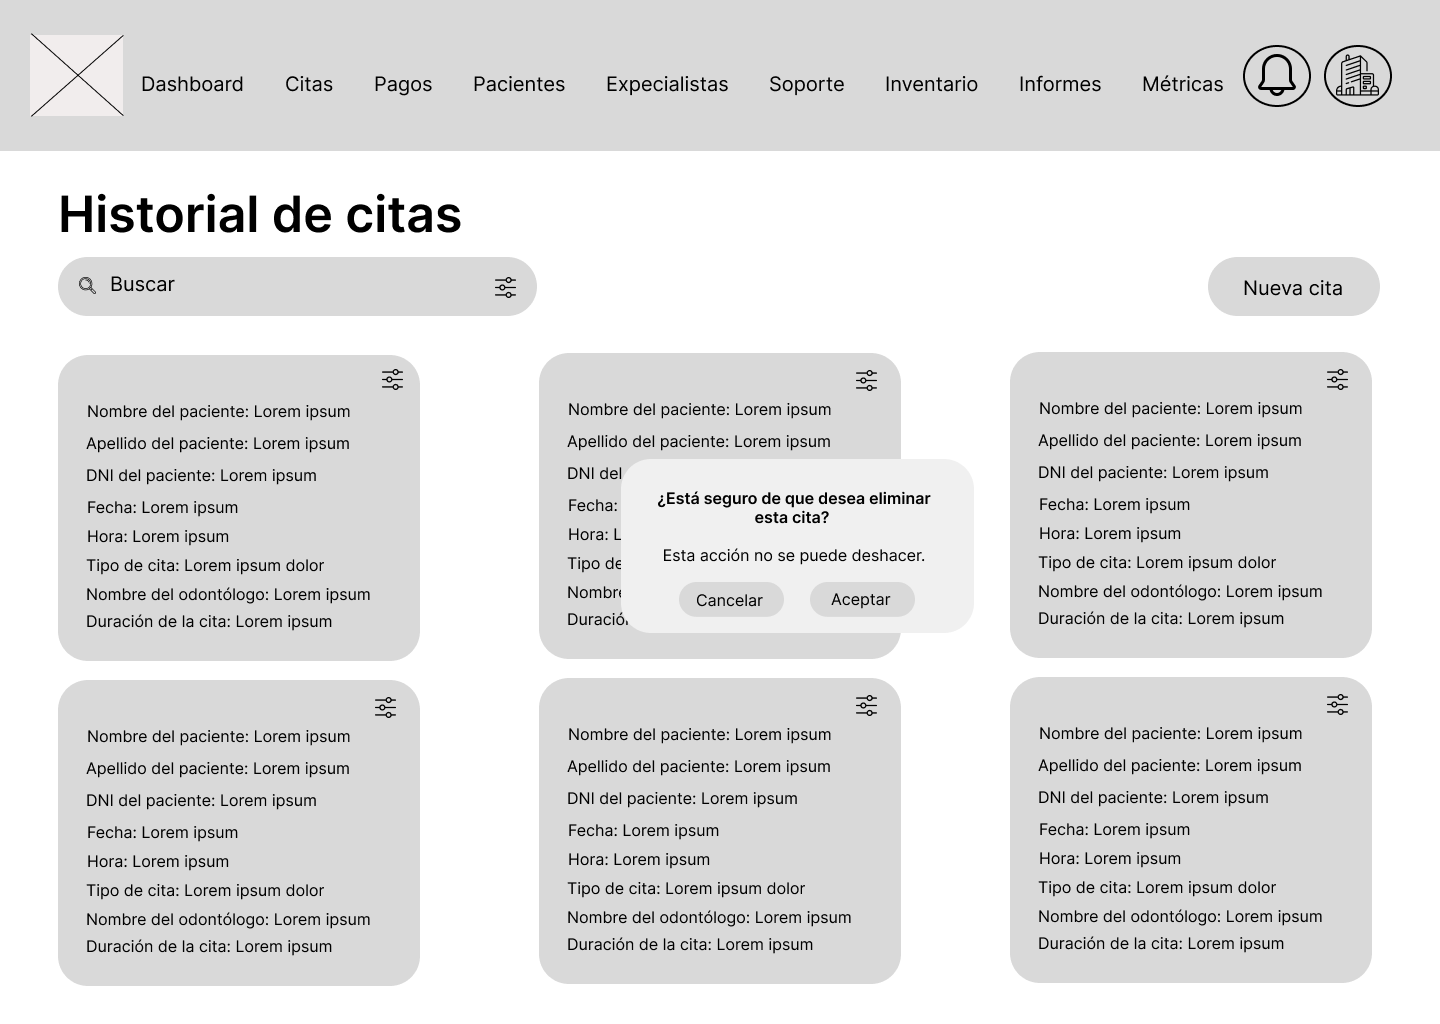 Dashboard Citas Pagos Pacientes Expecialistas Soporte Inventario Informes Métricas
Historial de citas
Buscar
Nueva cita
Nombre del paciente: Lorem ipsum
Apellido del paciente: Lorem ipsum
DNI del paciente: Lorem ipsum
Fecha: Lorem ipsum
Hora: Lorem ipsum
Tipo de cita: Lorem ipsum dolor
Nombre del odontólogo: Lorem ipsum
Duración de la cita: Lorem ipsum
Nombre del paciente: Lorem ipsum
Apellido del paciente: Lorem ipsum
DNI del
Fecha:
Hora:
Tipo de
¿Está seguro de que desea eliminar
esta cita?
Esta acción no se puede deshacer.
Cancelar
Aceptar
Nombre del paciente: Lorem ipsum
Apellido del paciente: Lorem ipsum
DNI del paciente: Lorem ipsum
Fecha: Lorem ipsum
Hora: Lorem ipsum
Tipo de cita: Lorem ipsum dolor
Nombre del odontólogo: Lorem ipsum
Duración de la cita: Lorem ipsum
Nombre del paciente: Lorem ipsum
Apellido del paciente: Lorem ipsum
DNI del paciente: Lorem ipsum
Fecha: Lorem ipsum
Hora: Lorem ipsum
Tipo de cita: Lorem ipsum dolor
Nombre del odontólogo: Lorem ipsum
Duración de la cita: Lorem ipsum
Nombre del paciente: Lorem ipsum
Apellido del paciente: Lorem ipsum
DNI del paciente: Lorem ipsum
Fecha: Lorem ipsum
Hora: Lorem ipsum
Tipo de cita: Lorem ipsum dolor
Nombre del odontólogo: Lorem ipsum
Duración de la cita: Lorem ipsum
Nombre del paciente: Lorem ipsum
Apellido del paciente: Lorem ipsum
DNI del paciente: Lorem ipsum
Fecha: Lorem ipsum
Hora: Lorem ipsum
Tipo de cita: Lorem ipsum dolor
Nombre del odontólogo: Lorem ipsum
Duración de la cita: Lorem ipsum